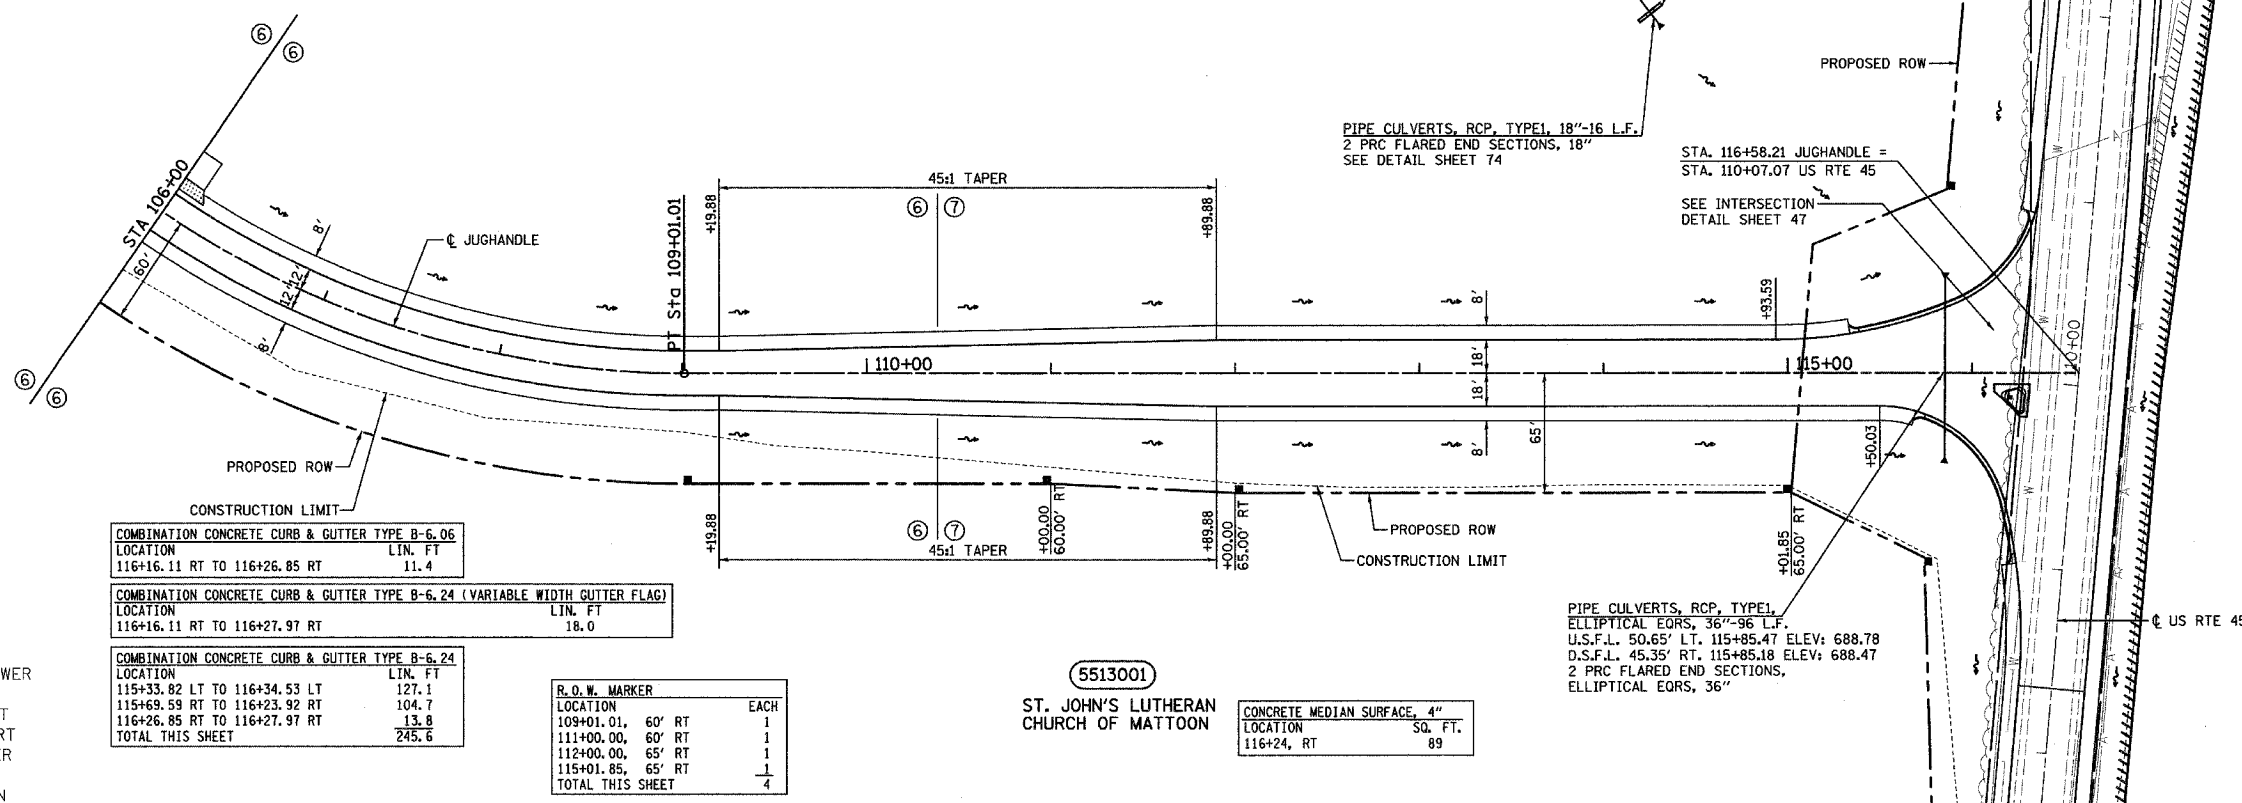 ⑥
⑥
PROPOSED ROW
PIPE CULVERTS, RCP, TYPE1, 18"-16 L.F.
2 PRC FLARED END SECTIONS, 18"
SEE DETAIL SHEET 74
STA. 116+58.21 JUGHANDLE =
STA. 110+07.07 US RTE 45
SEE INTERSECTION
DETAIL SHEET 47
STA 106+00
60'
8'
12'
12'
8'
℄ JUGHANDLE
PT Sta 109+01.01
+19.88
45:1 TAPER
⑥ ⑦
+89.88
8'
18'
18'
8'
65'
+93.59
110+00
115+00
110+00
+50.03
⑥
⑥
PROPOSED ROW
CONSTRUCTION LIMIT
+19.88
⑥ ⑦
45:1 TAPER
+00.00
60.00' RT
+89.88
+00.00
65.00' RT
PROPOSED ROW
CONSTRUCTION LIMIT
+01.85
65.00' RT
PIPE CULVERTS, RCP, TYPE1,
ELLIPTICAL EQRS, 36"-96 L.F.
U.S.F.L. 50.65' LT. 115+85.47 ELEV: 688.78
D.S.F.L. 45.35' RT. 115+85.18 ELEV: 688.47
2 PRC FLARED END SECTIONS,
ELLIPTICAL EQRS, 36"
℄ US RTE 45
COMBINATION CONCRETE CURB & GUTTER TYPE B-6.06
LOCATION LIN. FT
116+16.11 RT TO 116+26.85 RT 11.4
COMBINATION CONCRETE CURB & GUTTER TYPE B-6.24 (VARIABLE WIDTH GUTTER FLAG)
LOCATION LIN. FT
116+16.11 RT TO 116+27.97 RT 18.0
COMBINATION CONCRETE CURB & GUTTER TYPE B-6.24
LOCATION LIN. FT
115+33.82 LT TO 116+34.53 LT 127.1
115+69.59 RT TO 116+23.92 RT 104.7
116+26.85 RT TO 116+27.97 RT 13.8
TOTAL THIS SHEET 245.6
R.O.W. MARKER
LOCATION EACH
109+01.01, 60' RT 1
111+00.00, 60' RT 1
112+00.00, 65' RT 1
115+01.85, 65' RT 1
TOTAL THIS SHEET 4
5513001
ST. JOHN'S LUTHERAN
CHURCH OF MATTOON
CONCRETE MEDIAN SURFACE, 4"
LOCATION SQ. FT.
116+24, RT 89
WER
T
RT
ER
N